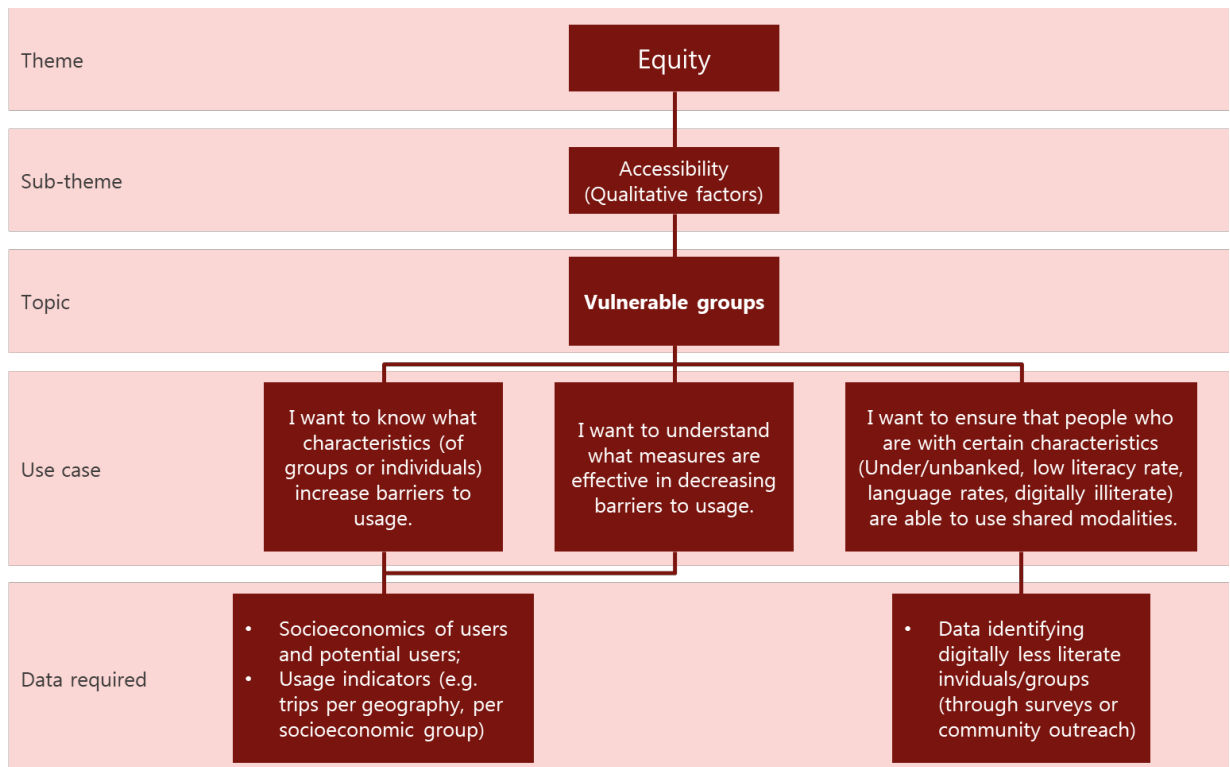 Theme
Equity
Sub-theme
Accessibility
(Qualitative factors)
Topic
Vulnerable groups
Use case
I want to know what
characteristics (of
groups or individuals)
increase barriers to
usage.
I want to understand
what measures are
effective in decreasing
barriers to usage.
I want to ensure that people who
are with certain characteristics
(Under/unbanked, low literacy rate,
language rates, digitally illiterate)
are able to use shared modalities.
Data required
• Socioeconomics of users
and potential users;
• Usage indicators (e.g.
trips per geography, per
socioeconomic group)
• Data identifying
digitally less literate
inviduals/groups
(through surveys or
community outreach)